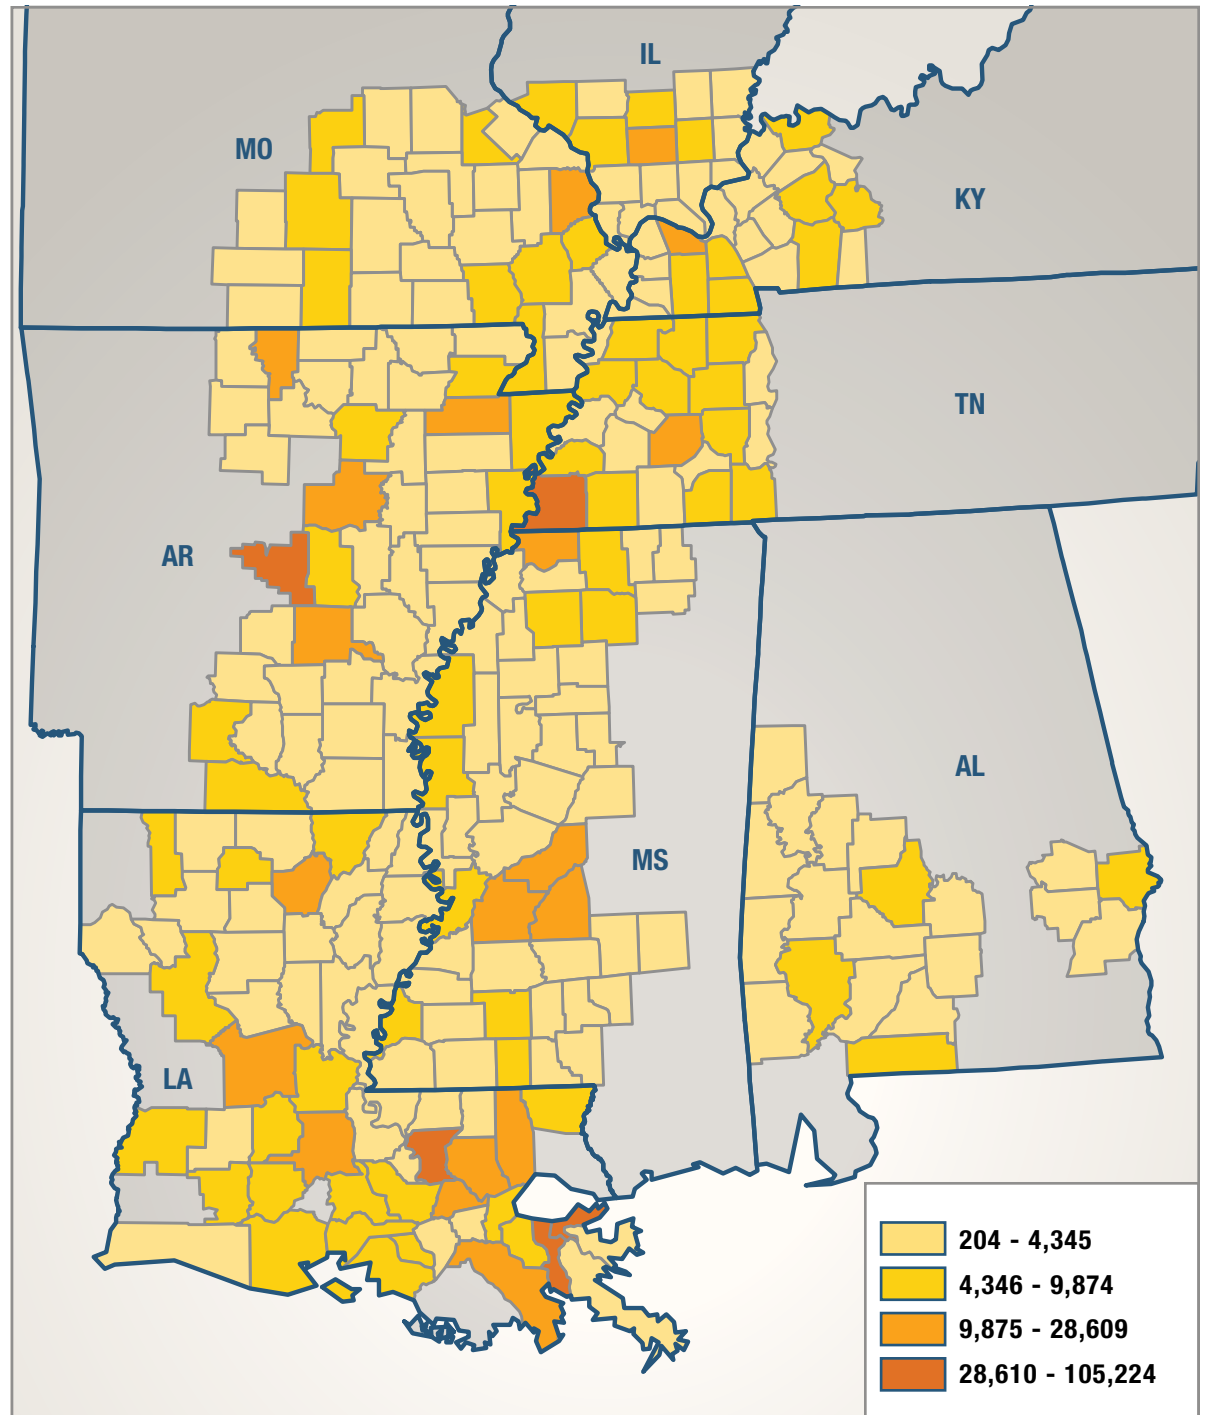 IL
MO
KY
TN
AR
AL
MS
LA
204 - 4,345
4,346 - 9,874
9,875 - 28,609
28,610 - 105,224